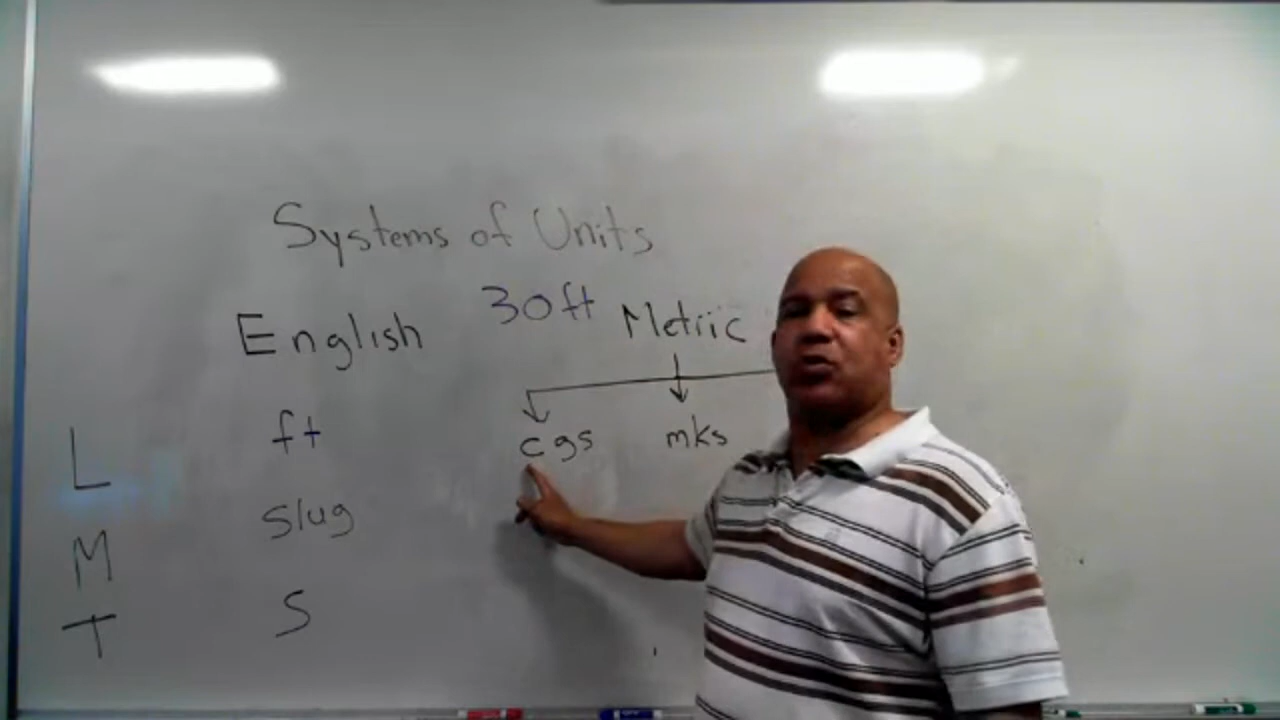 Systems of Units
English 30ft Metric
L ft cgs mks
M slug
T S